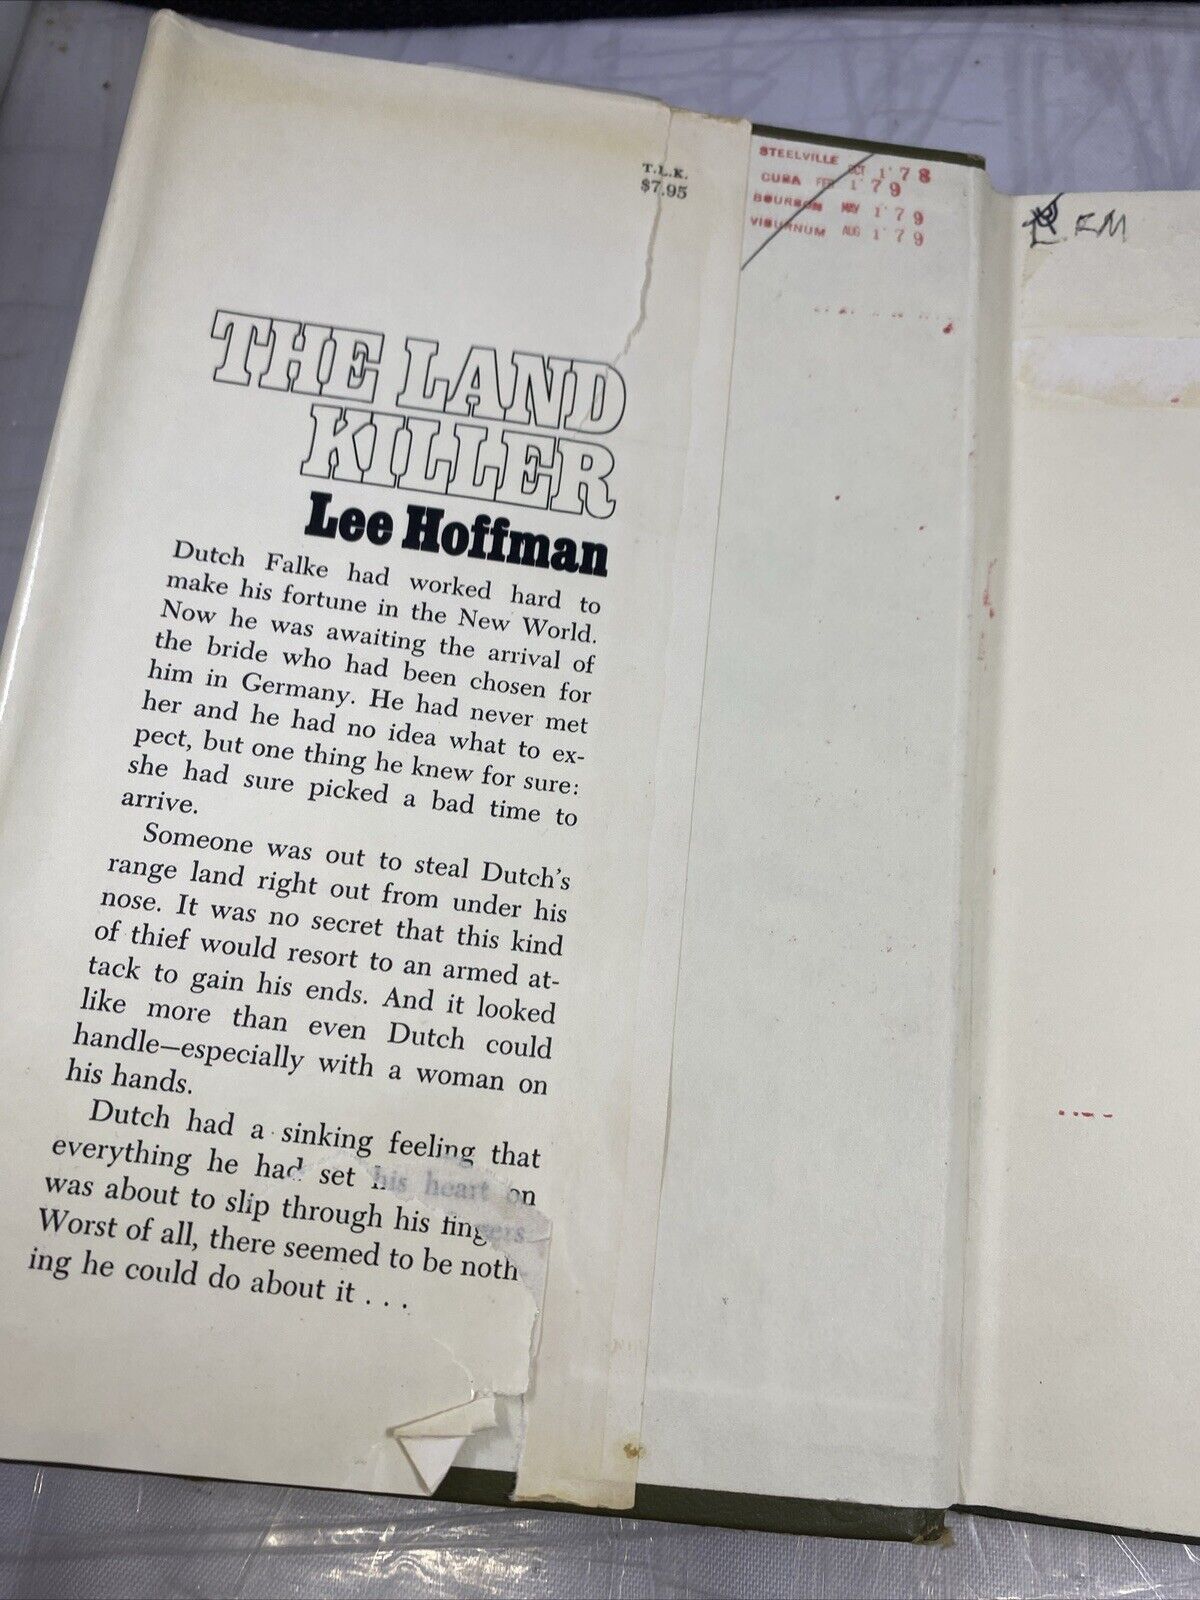 T.L.K.
$7.95
THE LAND
KILLER
Lee Hoffman
Dutch Falke had worked hard to
make his fortune in the New World.
Now he was awaiting the arrival of
the bride who had been chosen for
him in Germany. He had never met
her and he had no idea what to ex-
pect, but one thing he knew for sure:
she had sure picked a bad time to
arrive.
Someone was out to steal Dutch's
range land right out from under his
nose. It was no secret that this kind
of thief would resort to an armed at-
tack to gain his ends. And it looked
like more than even Dutch could
handle—especially with a woman on
his hands.
Dutch had a sinking feeling that
everything he had set his heart on
was about to slip through his fingers
Worst of all, there seemed to be noth-
ing he could do about it . . .
STEELVILLE OCT 1 '78
CUBA FEB 1 '79
BOURBON MAY 1 '79
VIBURNUM AUG 1 '79